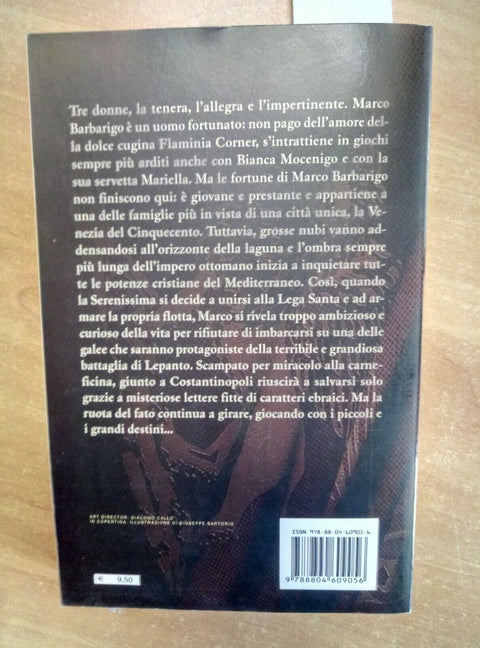 Tre donne, la tenera, l'allegra e l'impertinente. Marco
Barbarigo è un uomo fortunato: non pago dell'amore del-
la dolce cugina Flaminia Corner, s'intrattiene in giochi
sempre più arditi anche con Bianca Mocenigo e con la
sua servetta Mariella. Ma le fortune di Marco Barbarigo
non finiscono qui: è giovane e prestante e appartiene a
una delle famiglie più in vista di una città unica, la Ve-
nezia del Cinquecento. Tuttavia, grosse nubi vanno ad-
densandosi all'orizzonte della laguna e l'ombra sempre
più lunga dell'impero ottomano inizia a inquietare tut-
te le potenze cristiane del Mediterraneo. Così, quando
la Serenissima si decide a unirsi alla Lega Santa e ad ar-
mare la propria flotta, Marco si rivela troppo ambizioso e
curioso della vita per rifiutare di imbarcarsi su una delle
galee che saranno protagoniste della terribile e grandiosa
battaglia di Lepanto. Scampato per miracolo alla carne-
ficina, giunto a Costantinopoli riuscirà a salvarsi solo
grazie a misteriose lettere fitte di caratteri ebraici. Ma la
ruota del fato continua a girare, giocando con i piccoli e
i grandi destini...
ART DIRECTOR: GIACOMO CALLO
IN COPERTINA: ILLUSTRAZIONE DI GIUSEPPE SARTORIO
€ 9,50
ISBN 978-88-04-60905-6
9 788804 609056